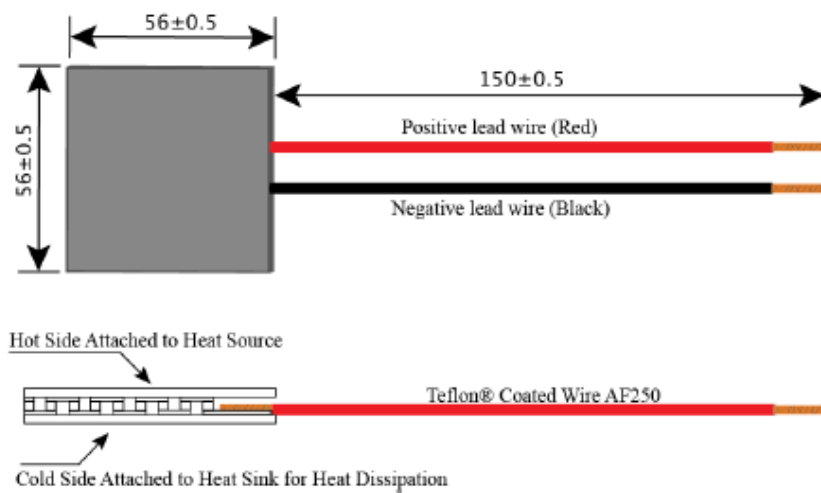 56±0.5
150±0.5
Positive lead wire (Red)
56±0.5
Negative lead wire (Black)
Hot Side Attached to Heat Source
Teflon® Coated Wire AF250
Cold Side Attached to Heat Sink for Heat Dissipation